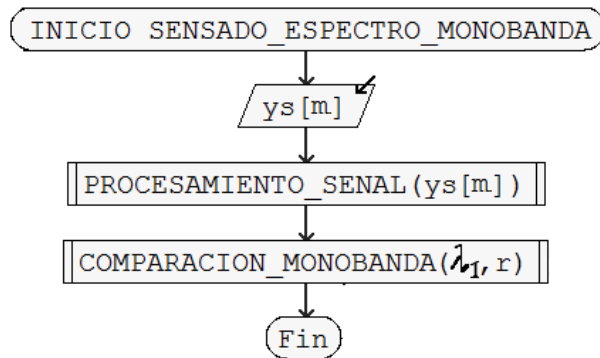 INICIO SENSADO_ESPECTRO_MONOBANDA
ys[m]
PROCESAMIENTO_SENAL(ys[m])
COMPARACION_MONOBANDA(λ₁,r)
Fin